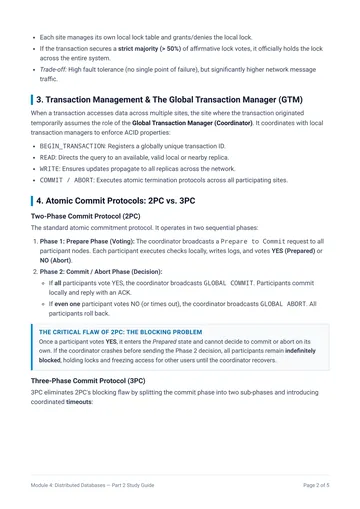 • Each site manages its own local lock table and grants/denies the local lock.
• If the transaction secures a strict majority (> 50%) of affirmative lock votes, it officially holds the lock
across the entire system.
• Trade-off: High fault tolerance (no single point of failure), but significantly higher network message
traffic.
3. Transaction Management & The Global Transaction Manager (GTM)
When a transaction accesses data across multiple sites, the site where the transaction originated
temporarily assumes the role of the Global Transaction Manager (Coordinator). It coordinates with local
transaction managers to enforce ACID properties:
• BEGIN_TRANSACTION: Registers a globally unique transaction ID.
• READ: Directs the query to an available, valid local or nearby replica.
• WRITE: Ensures updates propagate to all replicas across the network.
• COMMIT / ABORT: Executes atomic termination protocols across all participating sites.
4. Atomic Commit Protocols: 2PC vs. 3PC
Two-Phase Commit Protocol (2PC)
The standard atomic commitment protocol. It operates in two sequential phases:
1. Phase 1: Prepare Phase (Voting): The coordinator broadcasts a Prepare to Commit request to all
participant nodes. Each participant executes checks locally, writes logs, and votes YES (Prepared) or
NO (Abort).
2. Phase 2: Commit / Abort Phase (Decision):
◦ If all participants vote YES, the coordinator broadcasts GLOBAL COMMIT. Participants commit
locally and reply with an ACK.
◦ If even one participant votes NO (or times out), the coordinator broadcasts GLOBAL ABORT. All
participants roll back.
THE CRITICAL FLAW OF 2PC: THE BLOCKING PROBLEM
Once a participant votes YES, it enters the Prepared state and cannot decide to commit or abort on its
own. If the coordinator crashes before sending the Phase 2 decision, all participants remain indefinitely
blocked, holding locks and freezing access for other users until the coordinator recovers.
Three-Phase Commit Protocol (3PC)
3PC eliminates 2PC's blocking flaw by splitting the commit phase into two sub-phases and introducing
coordinated timeouts:
Module 4: Distributed Databases — Part 2 Study Guide
Page 2 of 5